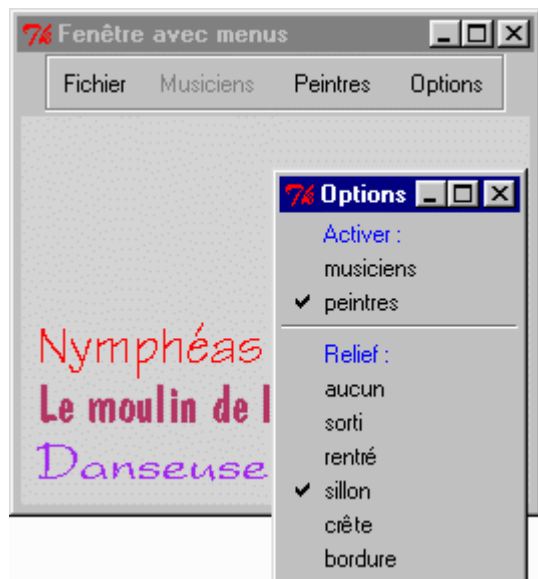 Fenêtre avec menus
Fichier Musiciens Peintres Options
Options
Activer :
musiciens
peintres
Relief :
aucun
sorti
rentré
sillon
crête
bordure
Nymphéas
Le moulin de l
Danseuse